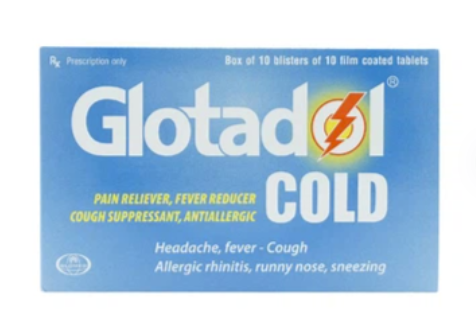 Rx Prescription only
Box of 10 blisters of 10 film coated tablets
Glotadol®
COLD
PAIN RELIEVER, FEVER REDUCER
COUGH SUPPRESSANT, ANTIALLERGIC
Headache, fever - Cough
Allergic rhinitis, runny nose, sneezing